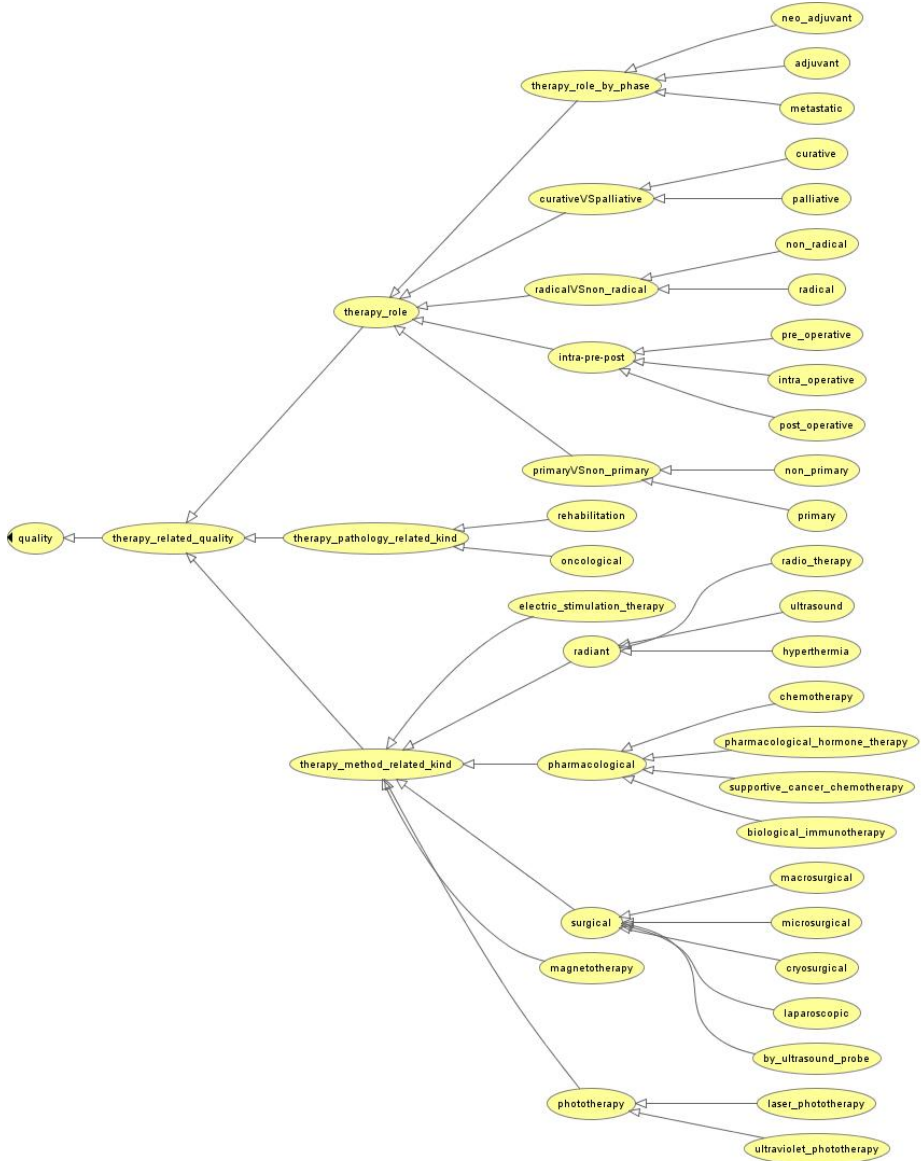 neo_adjuvant
adjuvant
therapy_role_by_phase
metastatic
curative
curativeVSpalliative
palliative
non_radical
radicalVSnon_radical
radical
therapy_role
pre_operative
intra-pre-post
intra_operative
post_operative
primaryVSnon_primary
non_primary
primary
rehabilitation
quality
therapy_related_quality
therapy_pathology_related_kind
oncological
radio_therapy
electric_stimulation_therapy
ultrasound
radiant
hyperthermia
chemotherapy
pharmacological_hormone_therapy
therapy_method_related_kind
pharmacological
supportive_cancer_chemotherapy
biological_immunotherapy
macrosurgical
surgical
microsurgical
magnetotherapy
cryosurgical
laparoscopic
by_ultrasound_probe
phototherapy
laser_phototherapy
ultraviolet_phototherapy